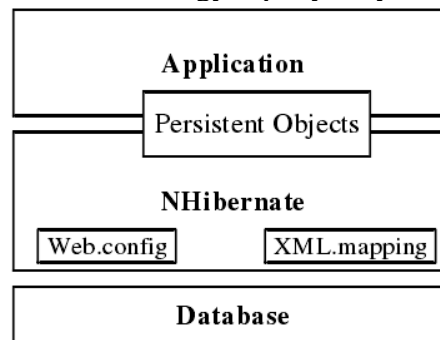 Application
Persistent Objects
NHibernate
Web.config XML.mapping
Database